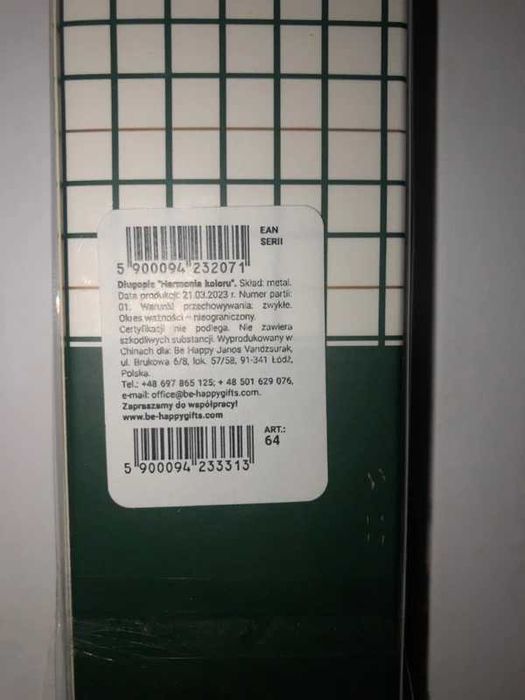 EAN
SERII
5 900094 232071
Długopis "Harmonia koloru". Skład: metal.
Data produkcji: 21.03.2023 r. Numer partii:
01. Warunki przechowywania: zwykłe.
Okres ważności – nieograniczony.
Certyfikacji nie podlega. Nie zawiera
szkodliwych substancji. Wyprodukowany w
Chinach dla: Be Happy Janos Vandzsurak,
ul. Brukowa 6/8, lok. 57/58, 91-341 Łódź,
Polska.
Tel.: +48 697 865 125; + 48 501 629 076,
e-mail: office@be-happygifts.com.
Zapraszamy do współpracy!
www.be-happygifts.com
ART.:
64
5 900094 233313